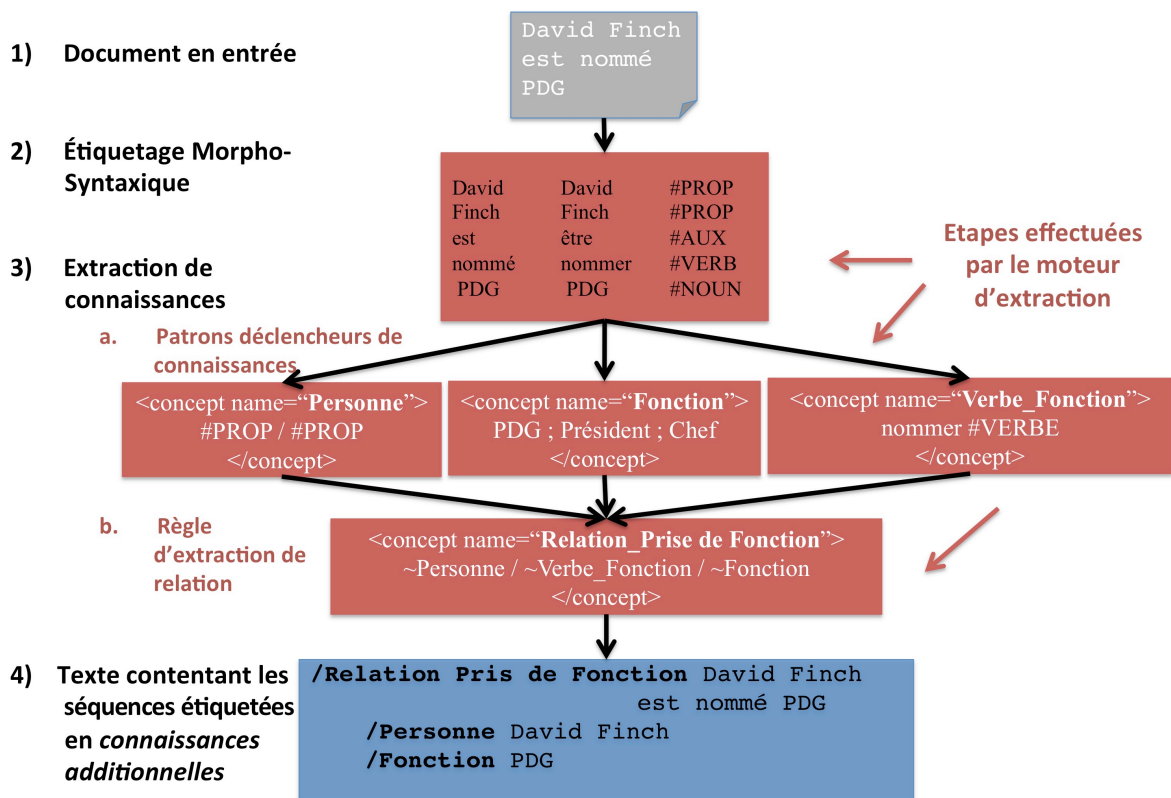 1) Document en entrée
David Finch
est nommé
PDG
2) Étiquetage Morpho-
Syntaxique
David David #PROP
Finch Finch #PROP
est être #AUX
nommé nommer #VERB
PDG PDG #NOUN
Etapes effectuées
par le moteur
d’extraction
3) Extraction de
connaissances
a. Patrons déclencheurs de
connaissances
<concept name=“Personne”>
#PROP / #PROP
</concept>
<concept name=“Fonction”>
PDG ; Président ; Chef
</concept>
<concept name=“Verbe_Fonction”>
nommer #VERBE
</concept>
b. Règle
d’extraction de
relation
<concept name=“Relation_Prise de Fonction”>
~Personne / ~Verbe_Fonction / ~Fonction
</concept>
4) Texte contentant les
séquences étiquetées
en connaissances
additionnelles
/Relation Pris de Fonction David Finch
est nommé PDG
/Personne David Finch
/Fonction PDG